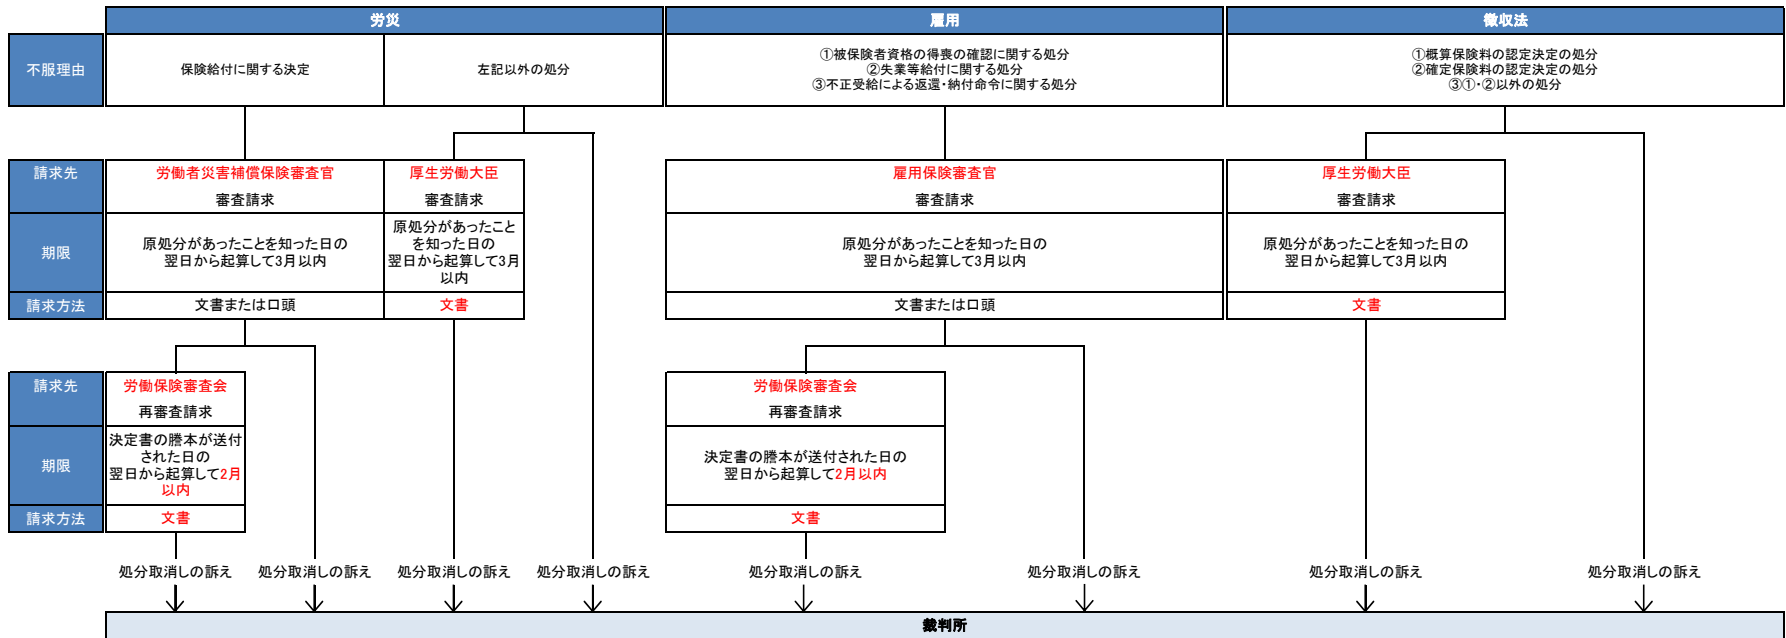 労災
雇用
徴収法
不服理由
保険給付に関する決定
左記以外の処分
①被保険者資格の得喪の確認に関する処分
②失業等給付に関する処分
③不正受給による返還・納付命令に関する処分
①概算保険料の認定決定の処分
②確定保険料の認定決定の処分
③①・②以外の処分
請求先
労働者災害補償保険審査官
審査請求
厚生労働大臣
審査請求
雇用保険審査官
審査請求
厚生労働大臣
審査請求
期限
原処分があったことを知った日の
翌日から起算して3月以内
原処分があったこと
を知った日の
翌日から起算して3月
以内
原処分があったことを知った日の
翌日から起算して3月以内
原処分があったことを知った日の
翌日から起算して3月以内
請求方法
文書または口頭
文書
文書または口頭
文書
請求先
労働保険審査会
再審査請求
労働保険審査会
再審査請求
期限
決定書の謄本が送付
された日の
翌日から起算して2月
以内
決定書の謄本が送付された日の
翌日から起算して2月以内
請求方法
文書
文書
処分取消しの訴え
処分取消しの訴え
処分取消しの訴え
処分取消しの訴え
処分取消しの訴え
処分取消しの訴え
処分取消しの訴え
処分取消しの訴え
裁判所